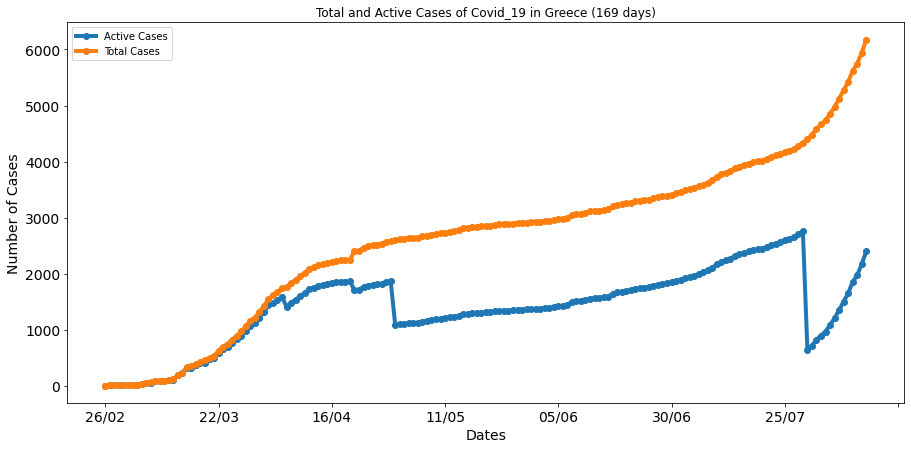 Total and Active Cases of Covid_19 in Greece (169 days)
Active Cases
Total Cases
6000
5000
4000
3000
2000
1000
0
Number of Cases
26/02 22/03 16/04 11/05 05/06 30/06 25/07
Dates